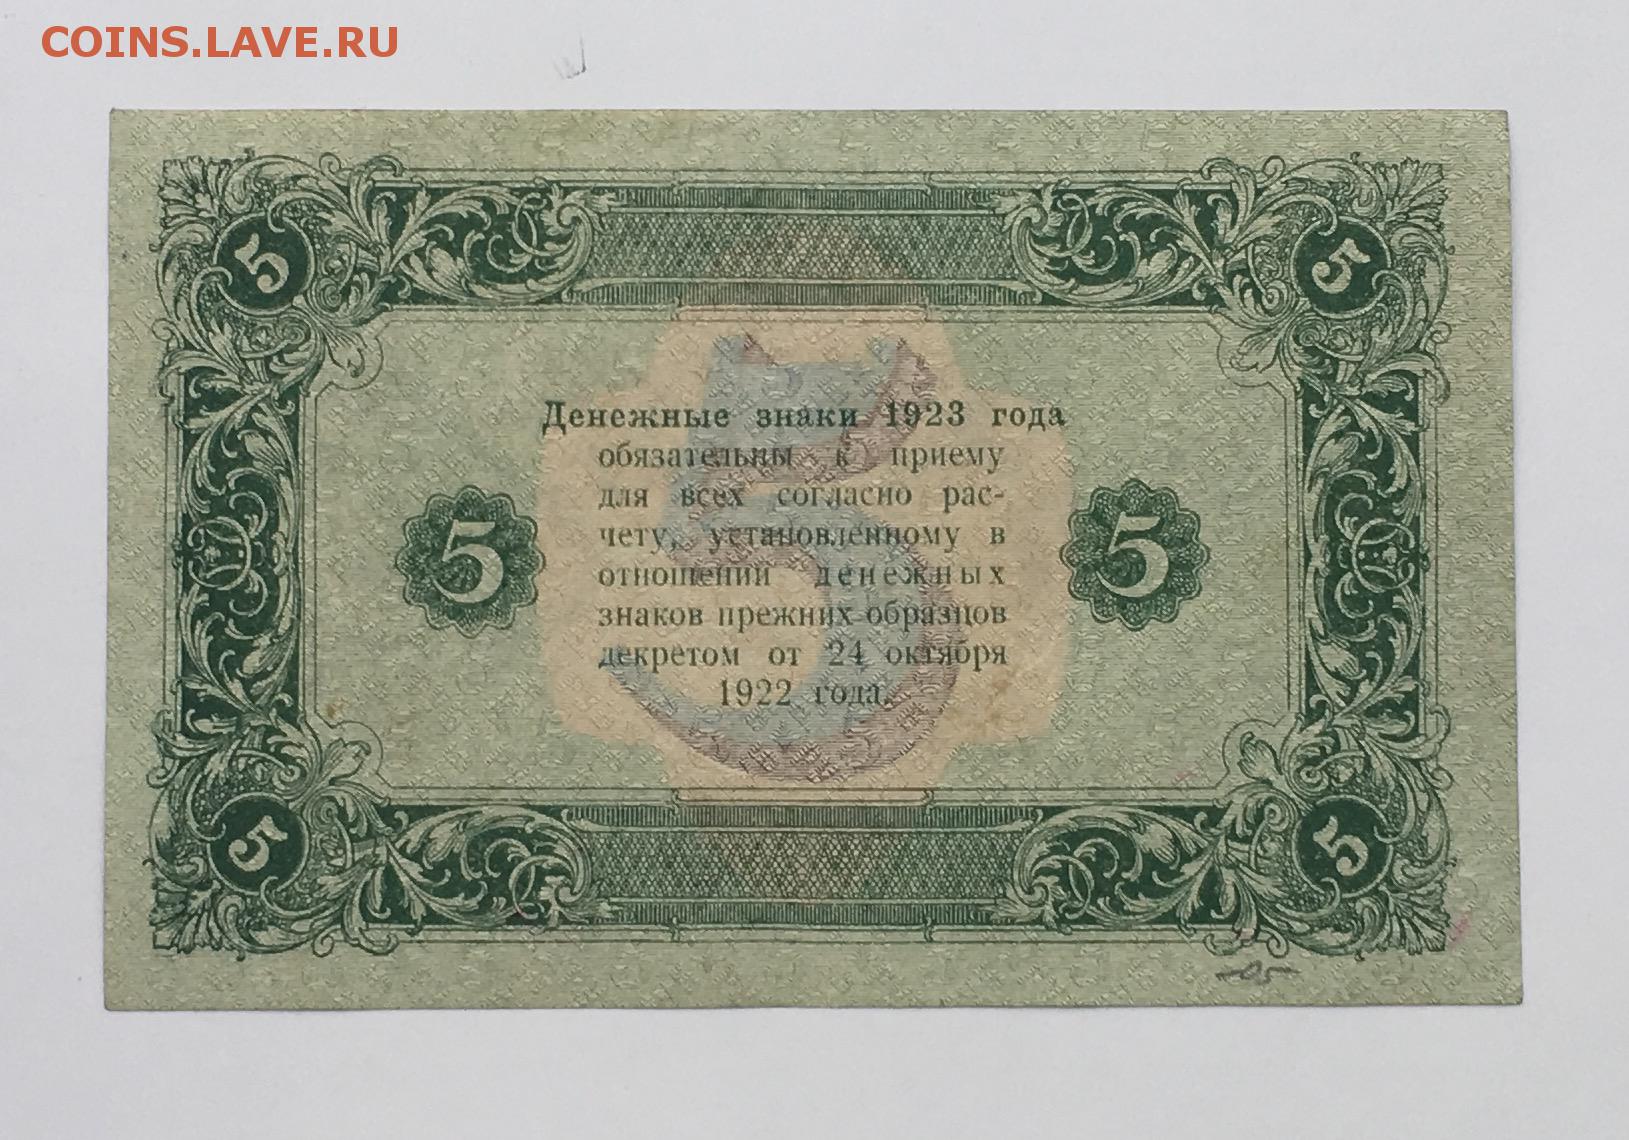 COINS.LAVE.RU
5 5
Денежные знаки 1923 года
обязательны к приему
для всех согласно рас-
чету, установленному в
отношении денежных
знаков прежних образцов
декретом от 24 октября
1922 года.
5 5 5
5 5